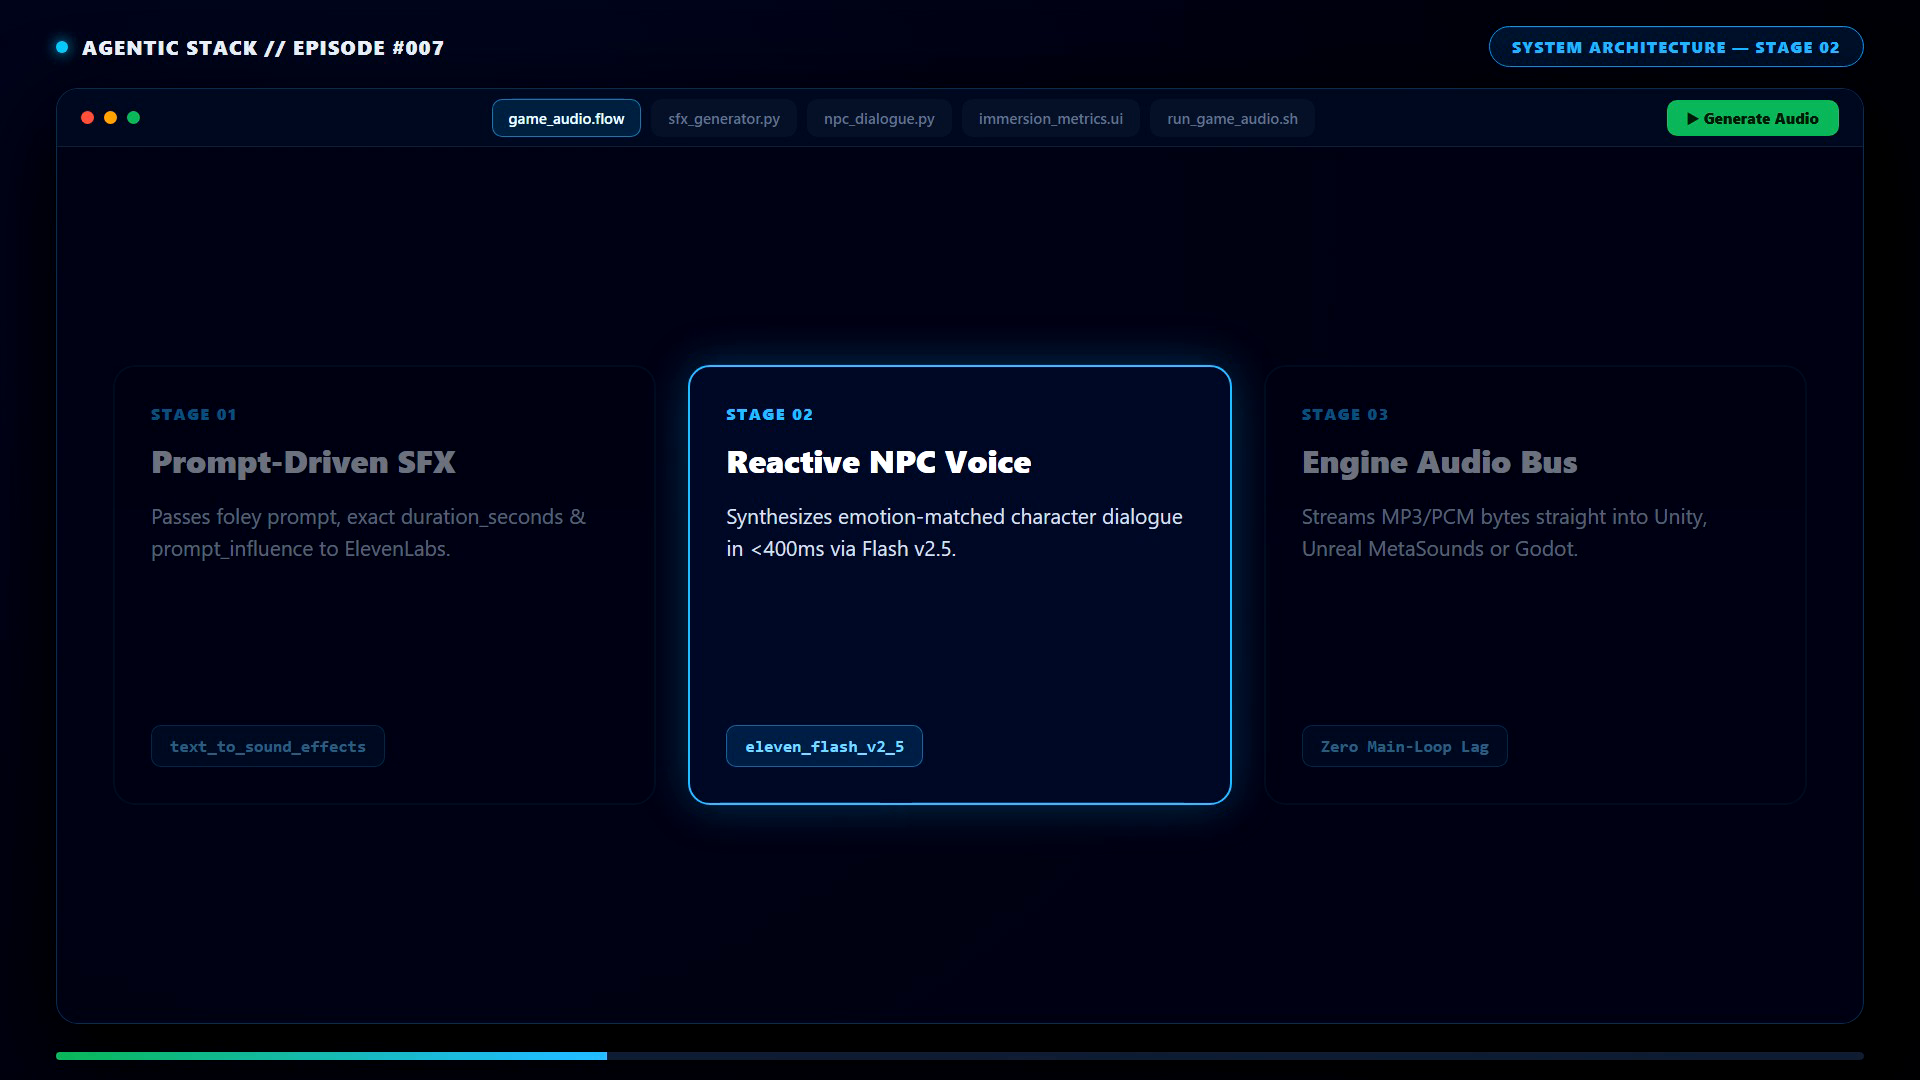 AGENTIC STACK // EPISODE #007
SYSTEM ARCHITECTURE — STAGE 02
game_audio.flow
sfx_generator.py
npc_dialogue.py
immersion_metrics.ui
run_game_audio.sh
▶ Generate Audio
STAGE 01
Prompt-Driven SFX
Passes foley prompt, exact duration_seconds &
prompt_influence to ElevenLabs.
text_to_sound_effects
STAGE 02
Reactive NPC Voice
Synthesizes emotion-matched character dialogue
in <400ms via Flash v2.5.
eleven_flash_v2_5
STAGE 03
Engine Audio Bus
Streams MP3/PCM bytes straight into Unity,
Unreal MetaSounds or Godot.
Zero Main-Loop Lag